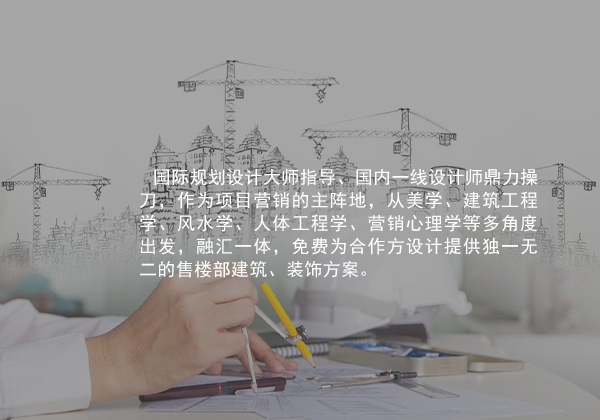 国际规划设计大师指导、国内一线设计师鼎力操
刀，作为项目营销的主阵地，从美学、建筑工程
学、风水学、人体工程学、营销心理学等多角度
出发，融汇一体，免费为合作方设计提供独一无
二的售楼部建筑、装饰方案。